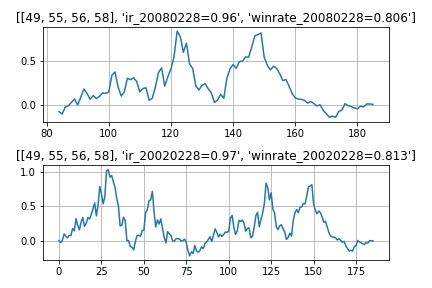 [[49, 55, 56, 58], 'ir_20080228=0.96', 'winrate_20080228=0.806']
0.5
0.0
80 100 120 140 160 180
[[49, 55, 56, 58], 'ir_20020228=0.97', 'winrate_20020228=0.813']
1.0
0.5
0.0
0 25 50 75 100 125 150 175